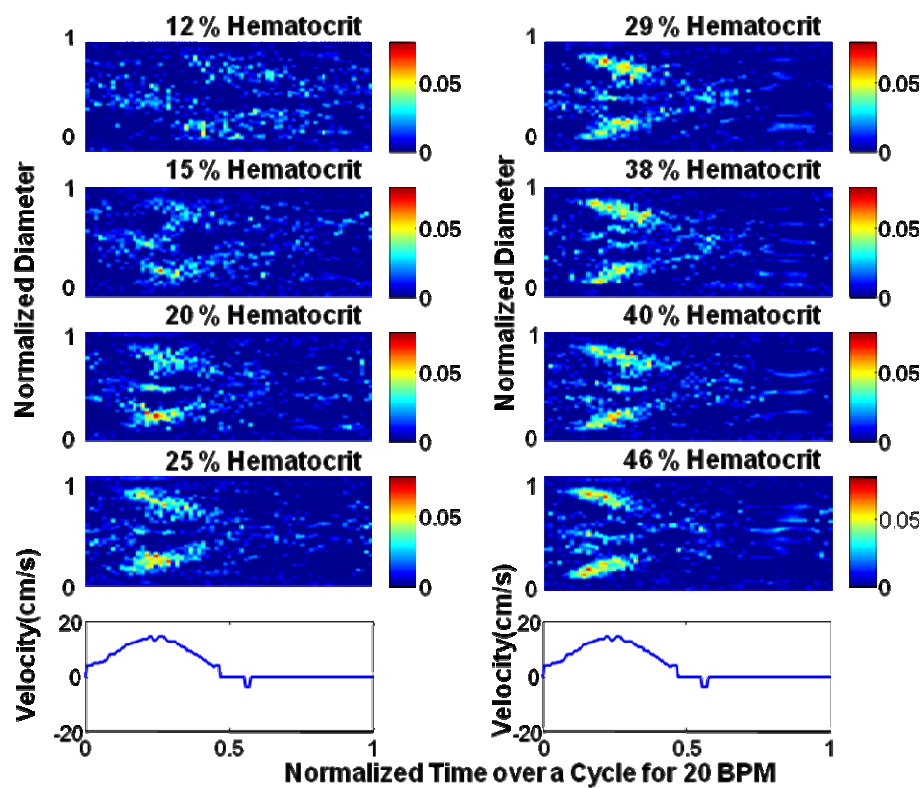 12 % Hematocrit
29 % Hematocrit
1
0
0.05
0
1
0
0.05
0
15 % Hematocrit
38 % Hematocrit
1
0
0.05
0
1
0
0.05
0
20 % Hematocrit
40 % Hematocrit
1
0
0.05
0
1
0
0.05
0
25 % Hematocrit
46 % Hematocrit
1
0
0.05
0
1
0
0.05
0
Normalized Diameter
Normalized Diameter
Velocity(cm/s)
Velocity(cm/s)
20
0
-20
20
0
-20
0 0.5 1
0 0.5 1
Normalized Time over a Cycle for 20 BPM